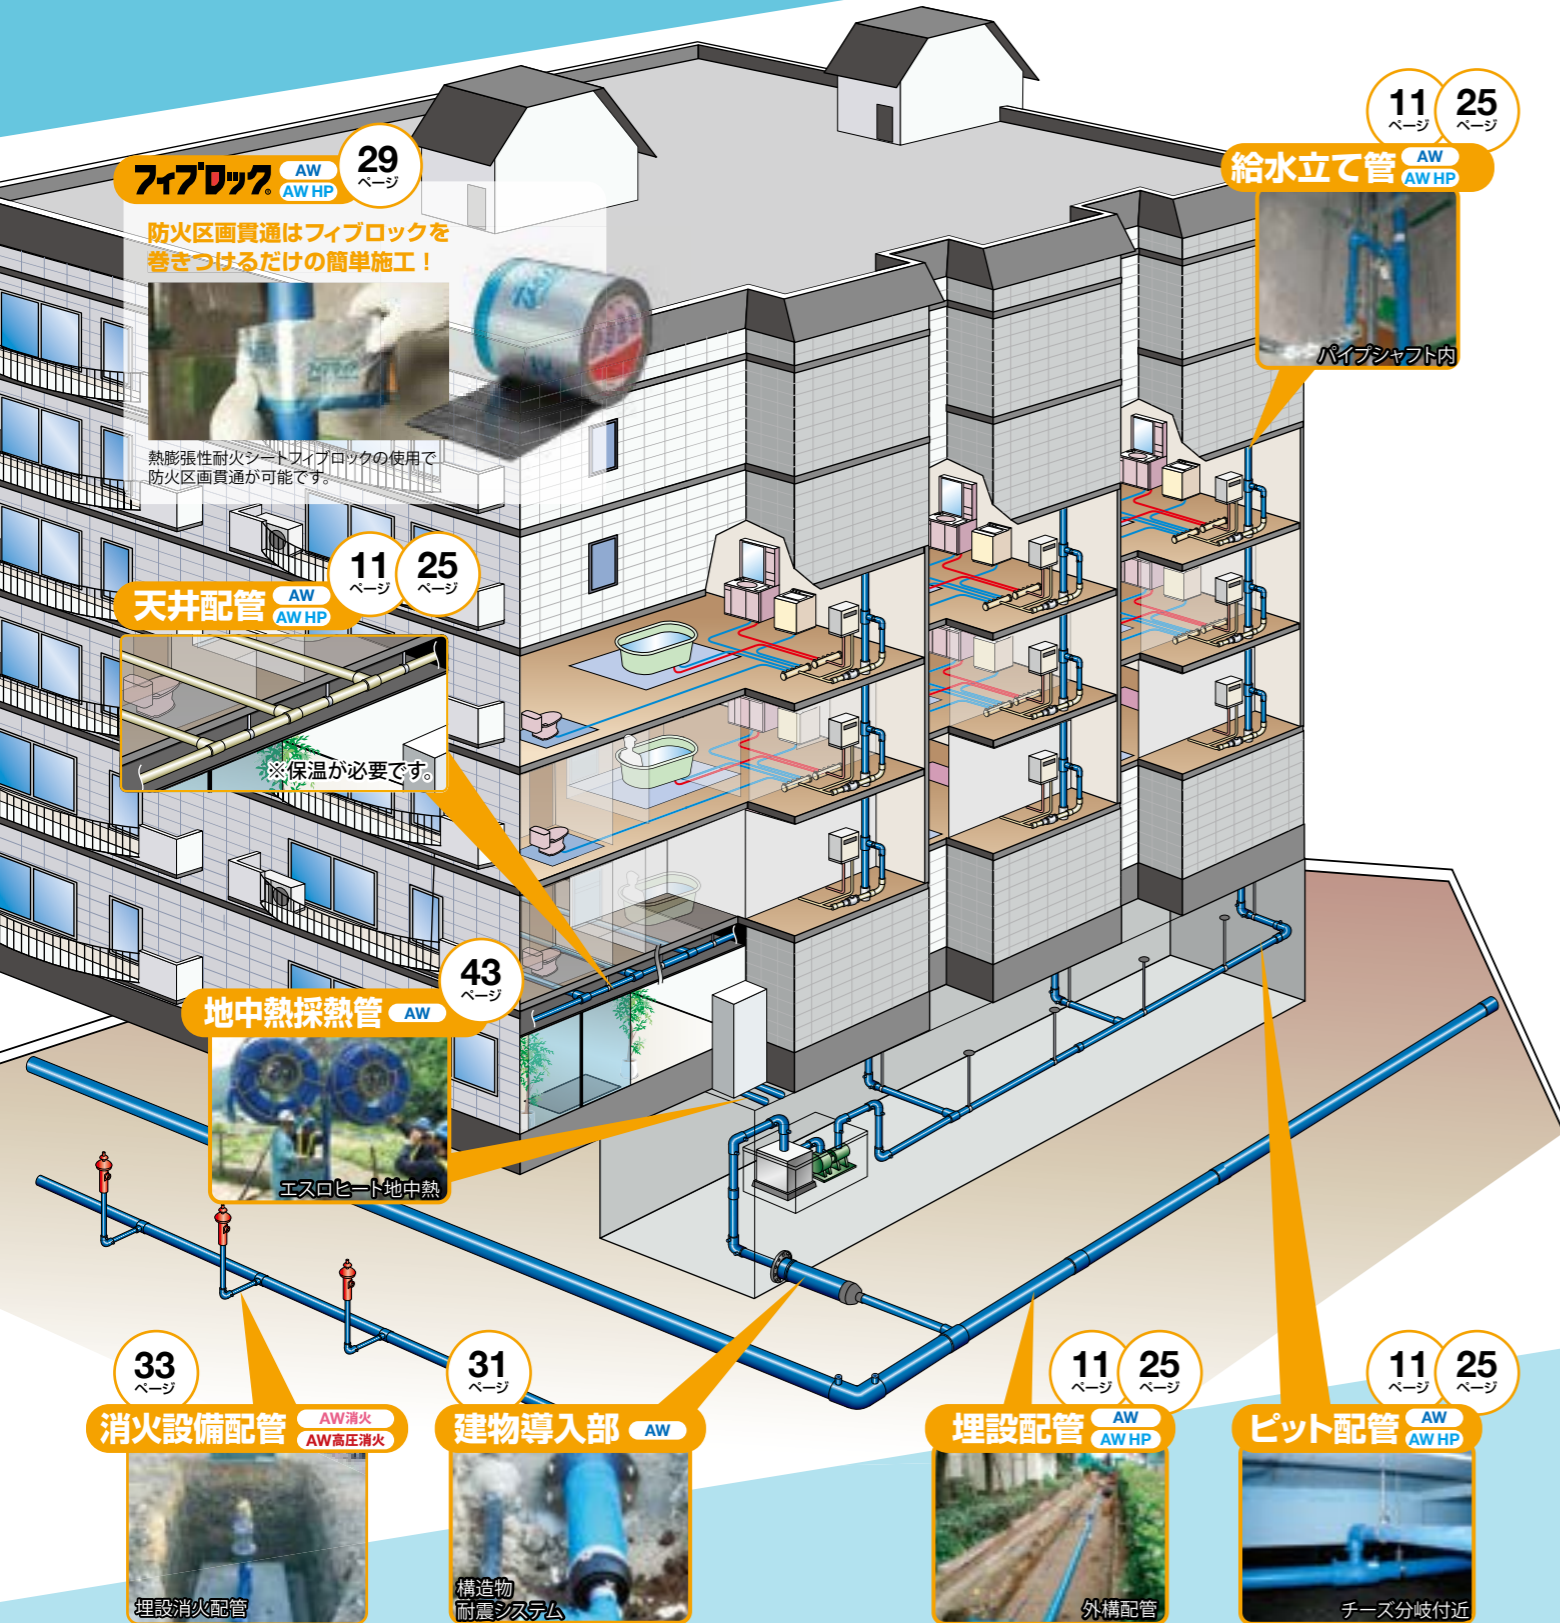 11
ページ
25
ページ
給水立て管
AW
AW HP
パイプシャフト内
フィブロック®
AW
AW HP
29
ページ
防火区画貫通はフィブロックを
巻きつけるだけの簡単施工！
熱膨張性耐火シートフィブロックの使用で
防火区画貫通が可能です。
天井配管
AW
AW HP
11
ページ
25
ページ
※保温が必要です。
地中熱採熱管
AW
43
ページ
エスロヒート地中熱
33
ページ
消火設備配管
AW消火
AW高圧消火
埋設消火配管
31
ページ
建物導入部
AW
構造物
耐震システム
11
ページ
25
ページ
埋設配管
AW
AW HP
外構配管
11
ページ
25
ページ
ピット配管
AW
AW HP
チーズ分岐付近